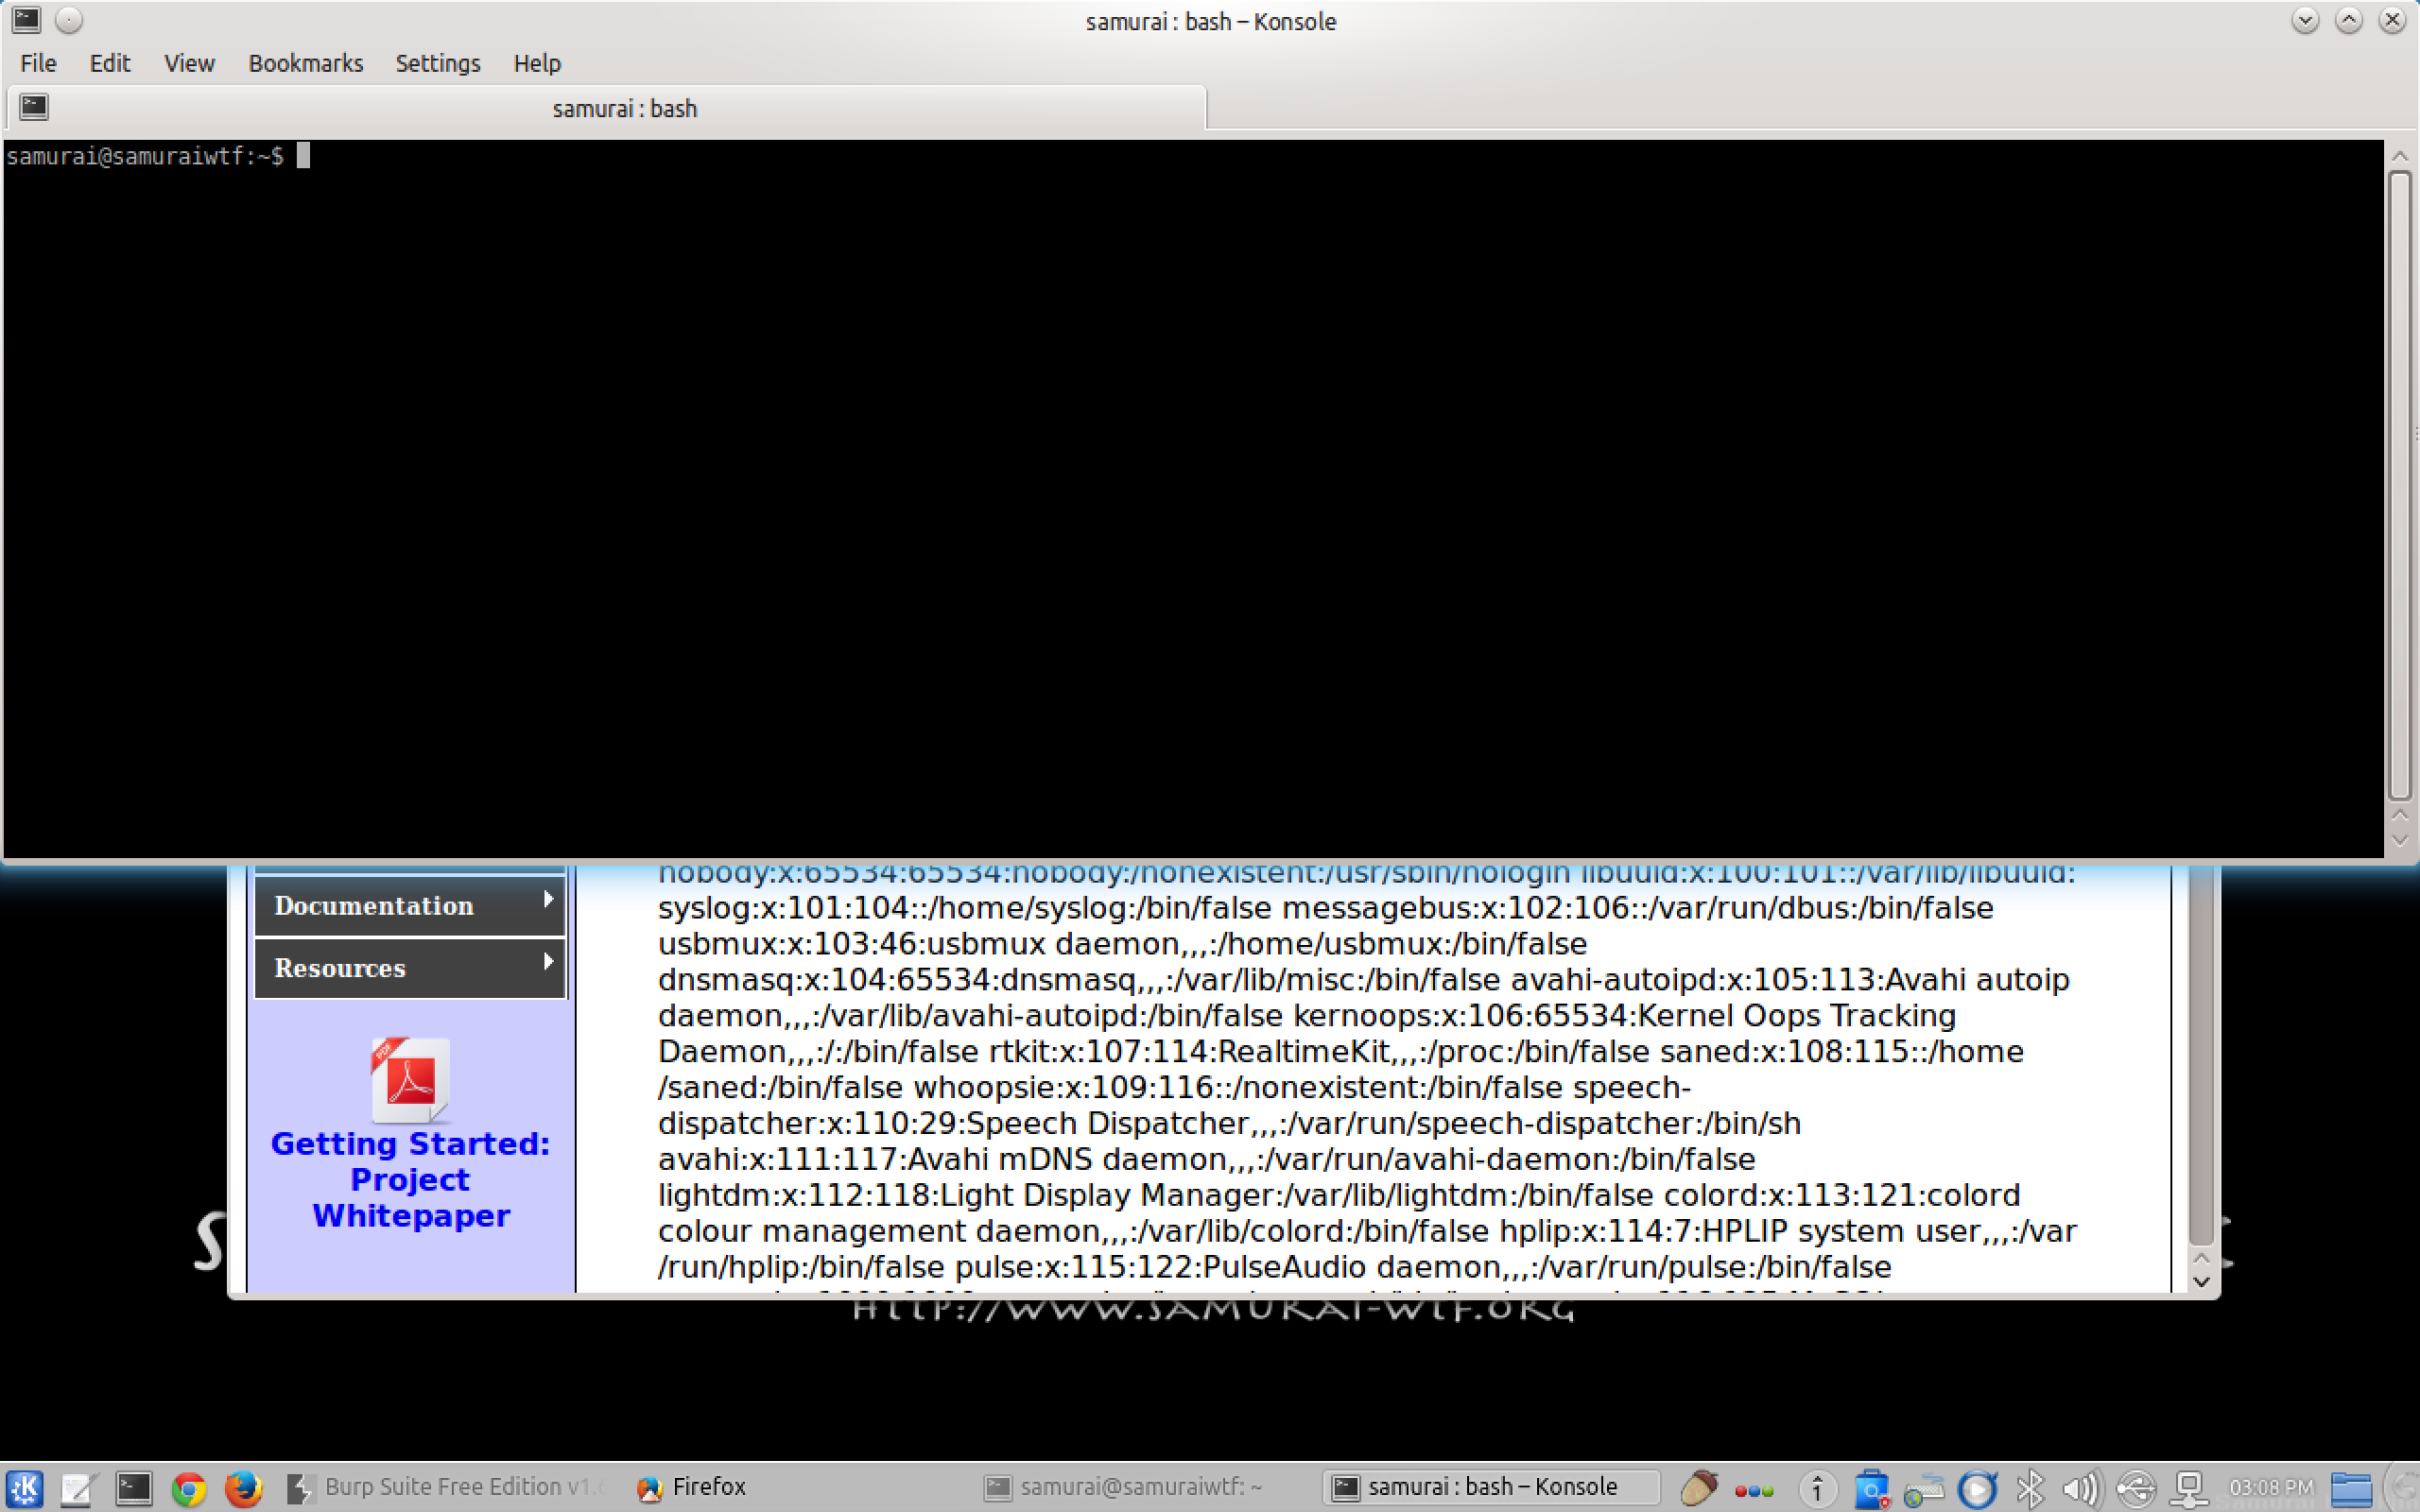 samurai : bash – Konsole
File Edit View Bookmarks Settings Help
samurai : bash
samurai@samuraiwtf:~$
nobody:x:65534:65534:nobody:/nonexistent:/usr/sbin/nologin libuuid:x:100:101::/var/lib/libuuid:
Documentation
syslog:x:101:104::/home/syslog:/bin/false messagebus:x:102:106::/var/run/dbus:/bin/false
usbmux:x:103:46:usbmux daemon,,,:/home/usbmux:/bin/false
Resources
dnsmasq:x:104:65534:dnsmasq,,,:/var/lib/misc:/bin/false avahi-autoipd:x:105:113:Avahi autoip
daemon,,,:/var/lib/avahi-autoipd:/bin/false kernoops:x:106:65534:Kernel Oops Tracking
Daemon,,,:/:/bin/false rtkit:x:107:114:RealtimeKit,,,:/proc:/bin/false saned:x:108:115::/home
/saned:/bin/false whoopsie:x:109:116::/nonexistent:/bin/false speech-
dispatcher:x:110:29:Speech Dispatcher,,,:/var/run/speech-dispatcher:/bin/sh
avahi:x:111:117:Avahi mDNS daemon,,,:/var/run/avahi-daemon:/bin/false
lightdm:x:112:118:Light Display Manager:/var/lib/lightdm:/bin/false colord:x:113:121:colord
colour management daemon,,,:/var/lib/colord:/bin/false hplip:x:114:7:HPLIP system user,,,:/var
/run/hplip:/bin/false pulse:x:115:122:PulseAudio daemon,,,:/var/run/pulse:/bin/false
PDF
Getting Started:
Project
Whitepaper
S
http://www.samurai-wtf.org
Burp Suite Free Edition v1.6
Firefox
samurai@samuraiwtf: ~
samurai : bash – Konsole
1
03:08 PM